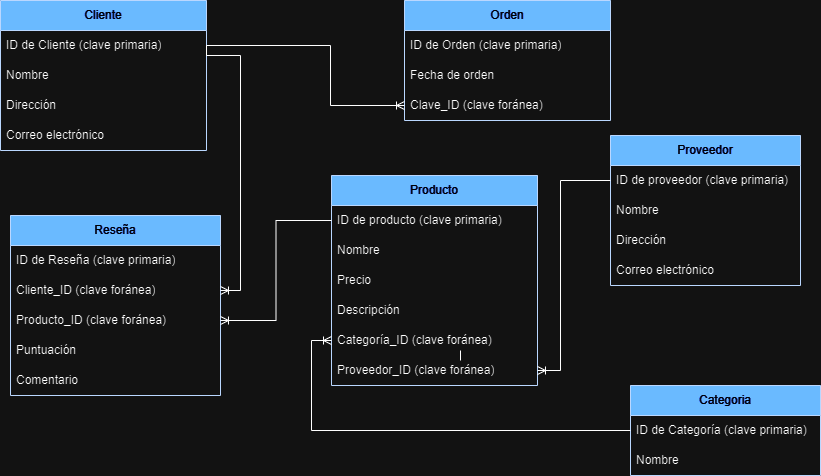 Cliente
ID de Cliente (clave primaria)
Nombre
Dirección
Correo electrónico
Orden
ID de Orden (clave primaria)
Fecha de orden
Clave_ID (clave foránea)
Proveedor
ID de proveedor (clave primaria)
Nombre
Dirección
Correo electrónico
Producto
ID de producto (clave primaria)
Nombre
Precio
Descripción
Categoría_ID (clave foránea)
Proveedor_ID (clave foránea)
Reseña
ID de Reseña (clave primaria)
Cliente_ID (clave foránea)
Producto_ID (clave foránea)
Puntuación
Comentario
Categoria
ID de Categoría (clave primaria)
Nombre